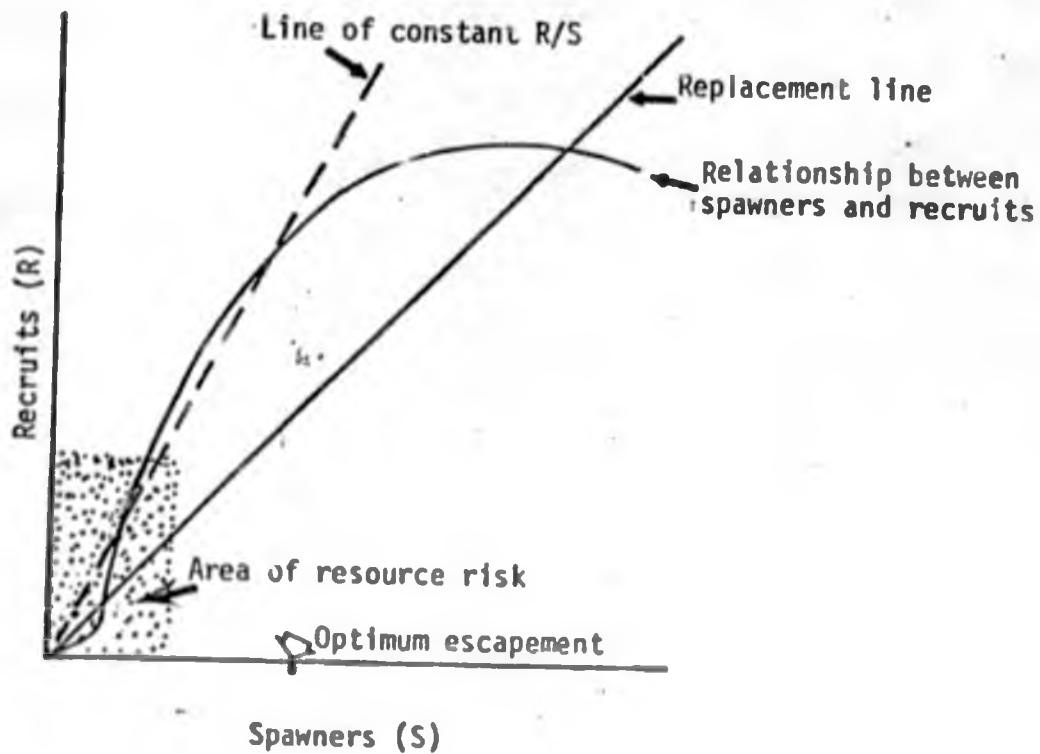 Line of constant R/S
Replacement line
Relationship between
spawners and recruits
Recruits (R)
Area of resource risk
Optimum escapement
Spawners (S)